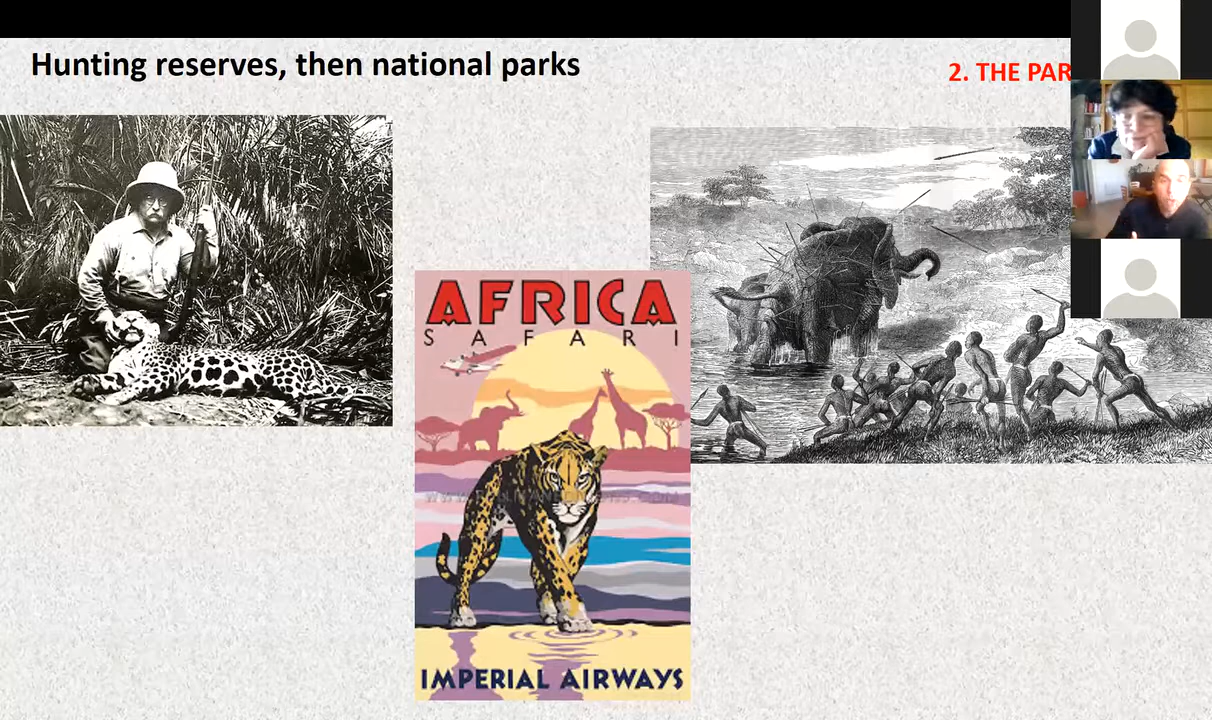 Hunting reserves, then national parks
2. THE PAR
AFRICA
SAFARI
IMPERIAL AIRWAYS